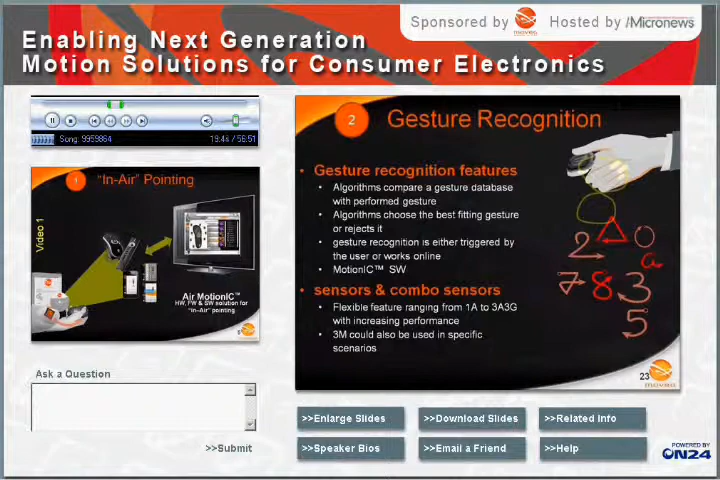 Sponsored by movea Hosted by Micronews
Enabling Next Generation
Motion Solutions for Consumer Electronics
Song: 9959864 19:48 / 56:51
1 "In-Air" Pointing
Video 1
Air MotionIC™
HW, FW & SW solution for
"In-Air" pointing
Ask a Question
>>Submit
2 Gesture Recognition
• Gesture recognition features
• Algorithms compare a gesture database
with performed gesture
• Algorithms choose the best fitting gesture
or rejects it
• gesture recognition is either triggered by
the user or works online
• MotionIC™ SW
• sensors & combo sensors
• Flexible feature ranging from 1A to 3A3G
with increasing performance
• 3M could also be used in specific
scenarios
2
a
7 8 3
5
23
movea
>>Enlarge Slides >>Download Slides >>Related Info
>>Speaker Bios >>Email a Friend >>Help
POWERED BY
ON24